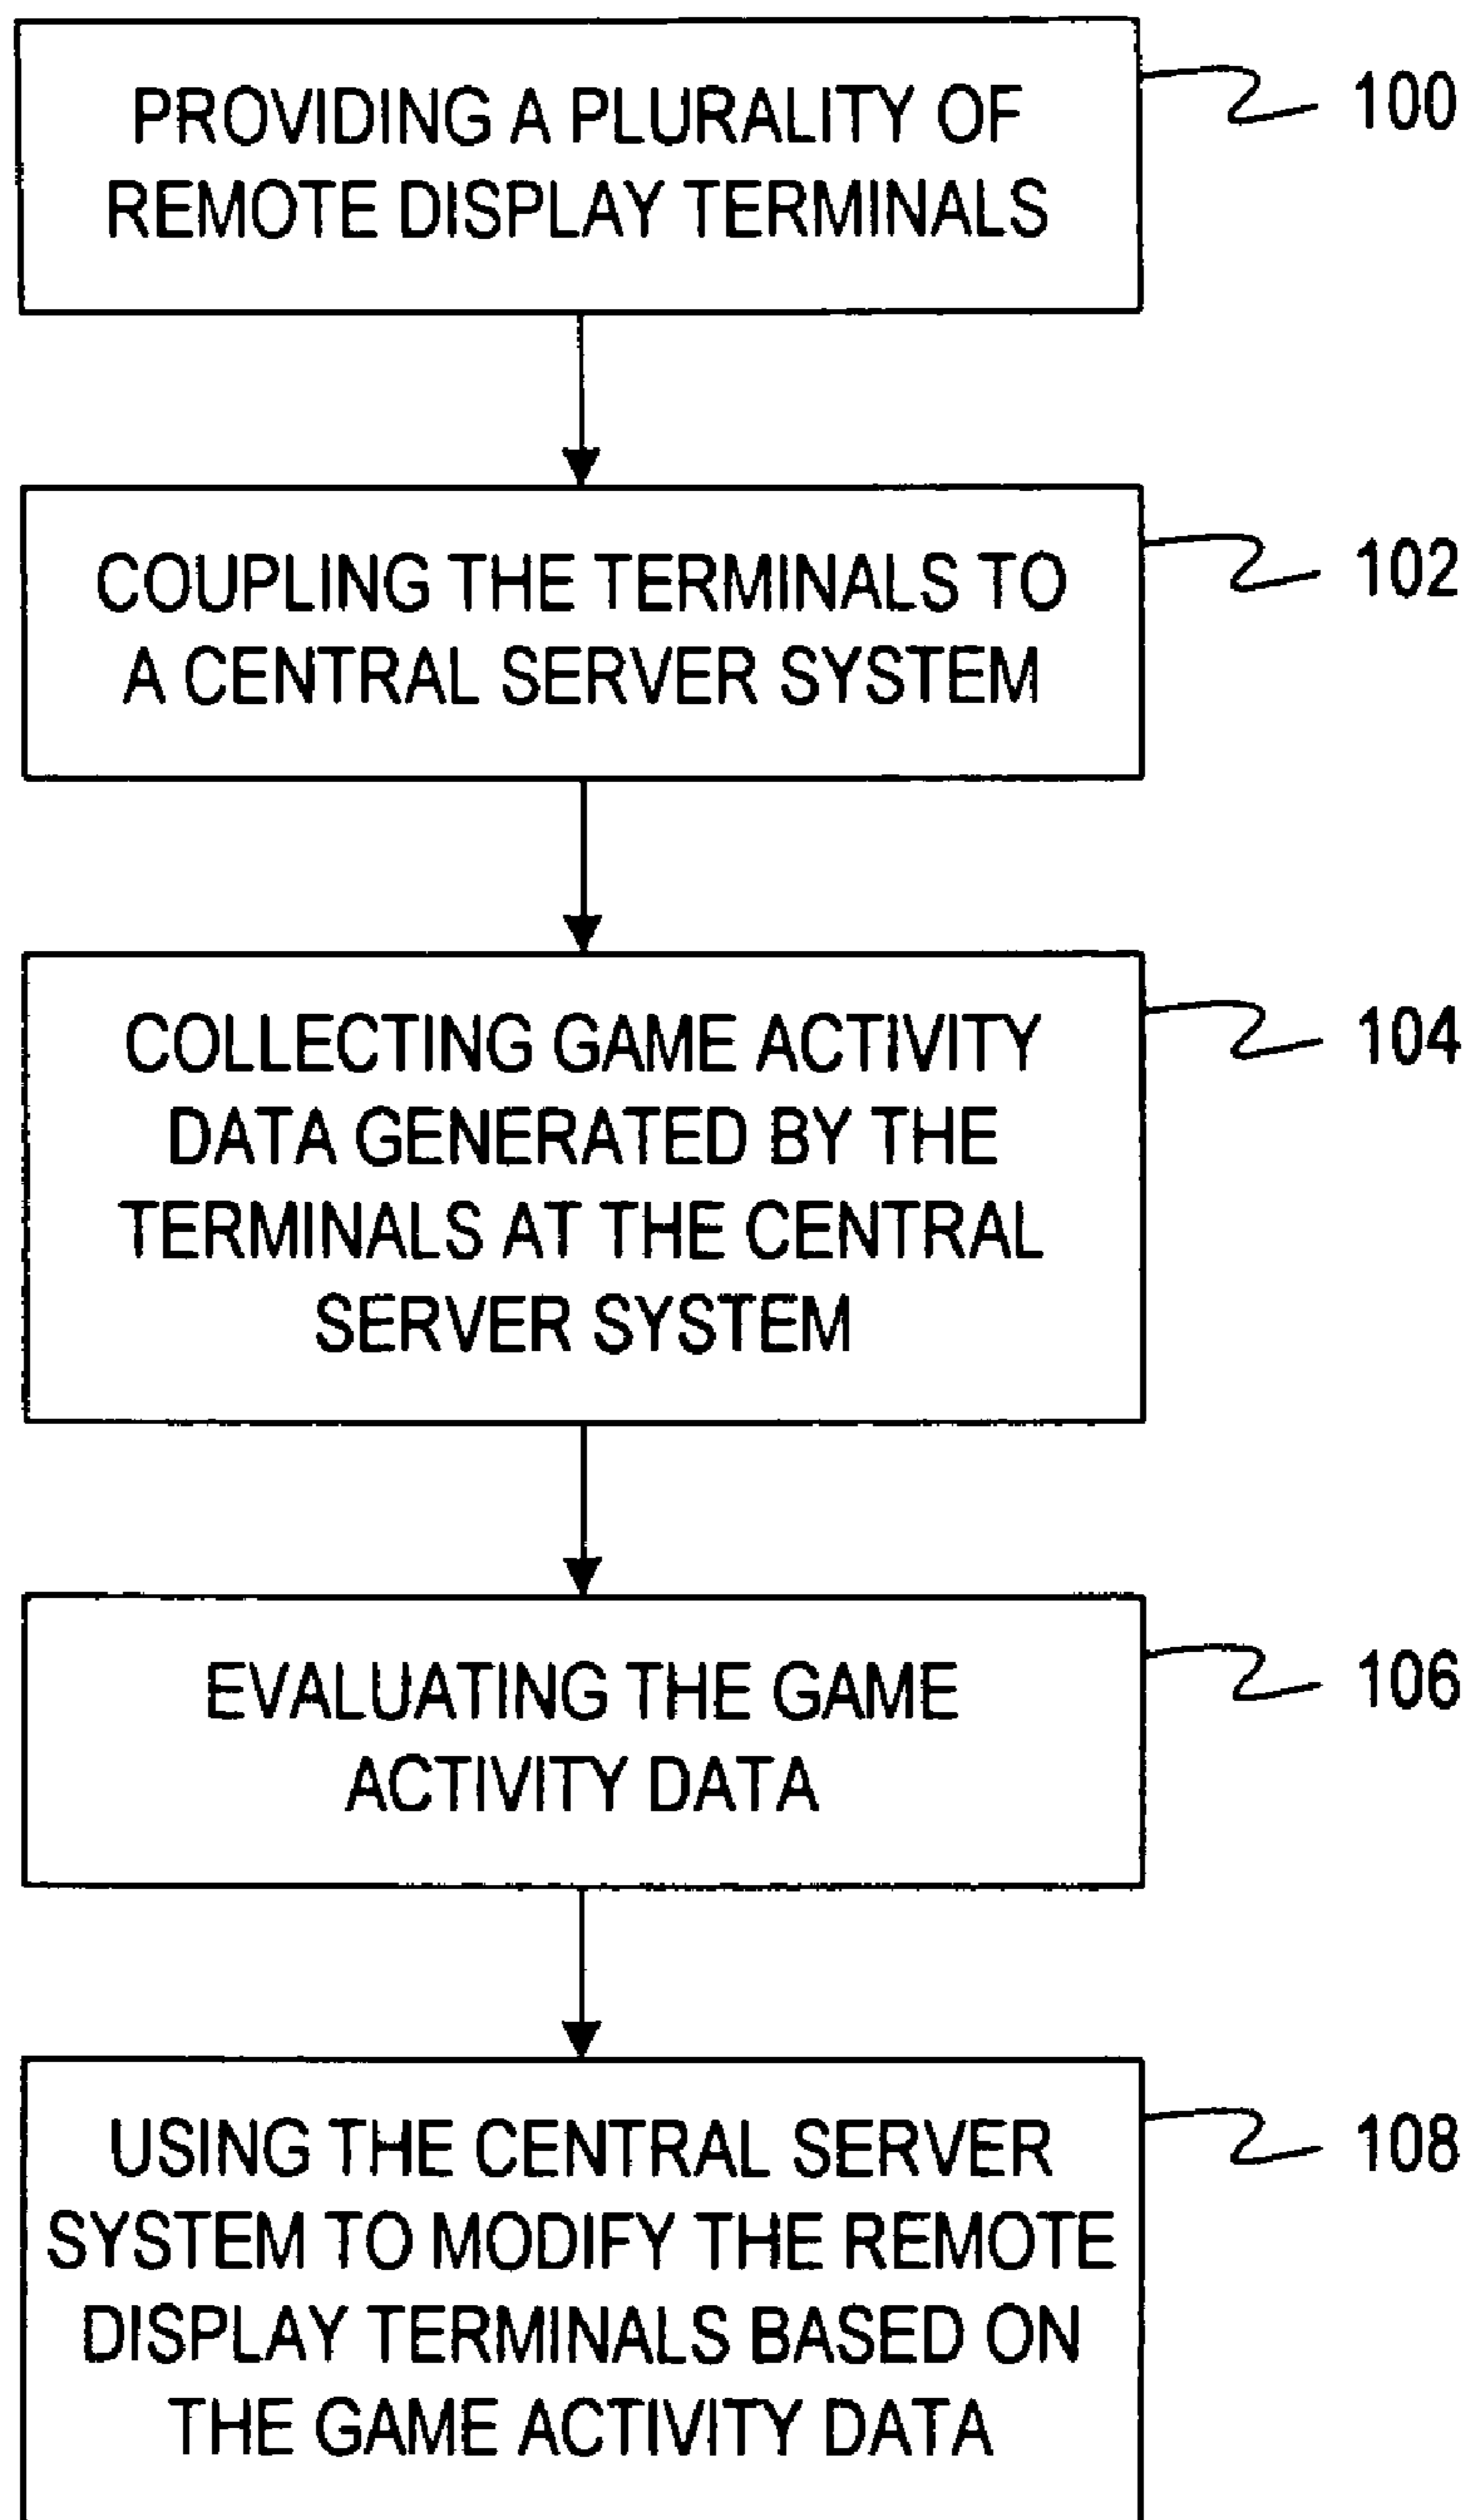 PROVIDING A PLURALITY OF
REMOTE DISPLAY TERMINALS
100
COUPLING THE TERMINALS TO
A CENTRAL SERVER SYSTEM
102
COLLECTING GAME ACTIVITY
DATA GENERATED BY THE
TERMINALS AT THE CENTRAL
SERVER SYSTEM
104
EVALUATING THE GAME
ACTIVITY DATA
106
USING THE CENTRAL SERVER
SYSTEM TO MODIFY THE REMOTE
DISPLAY TERMINALS BASED ON
THE GAME ACTIVITY DATA
108